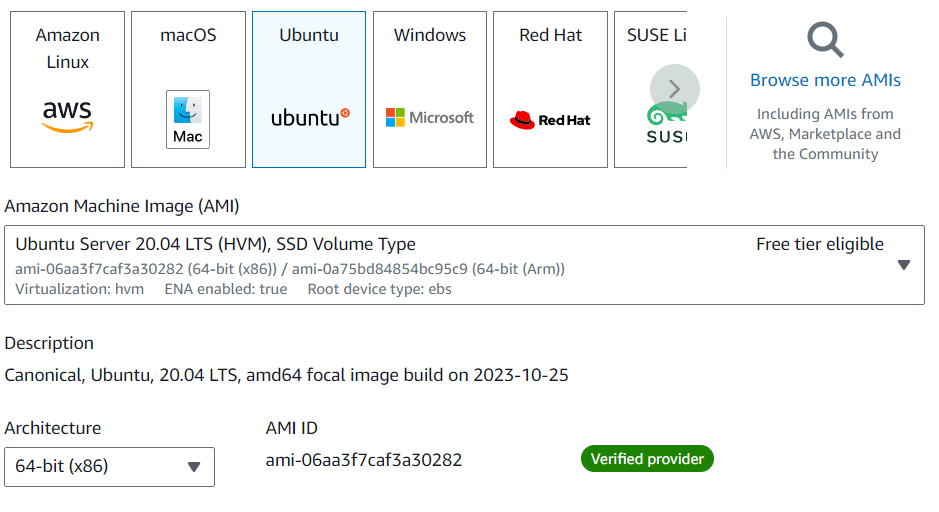 Amazon
Linux
aws
macOS
Mac
Ubuntu
ubuntu
Windows
Microsoft
Red Hat
Red Hat
SUSE Li
SUS
Browse more AMIs
Including AMIs from
AWS, Marketplace and
the Community
Amazon Machine Image (AMI)
Ubuntu Server 20.04 LTS (HVM), SSD Volume Type
Free tier eligible
ami-06aa3f7caf3a30282 (64-bit (x86)) / ami-0a75bd84854bc95c9 (64-bit (Arm))
Virtualization: hvm ENA enabled: true Root device type: ebs
Description
Canonical, Ubuntu, 20.04 LTS, amd64 focal image build on 2023-10-25
Architecture
64-bit (x86)
AMI ID
ami-06aa3f7caf3a30282
Verified provider